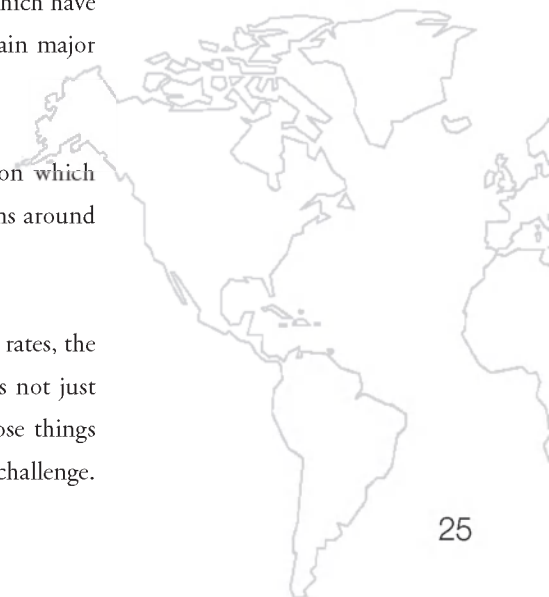 hich have
ain major
on which
ns around
rates, the
s not just
ose things
challenge.
25